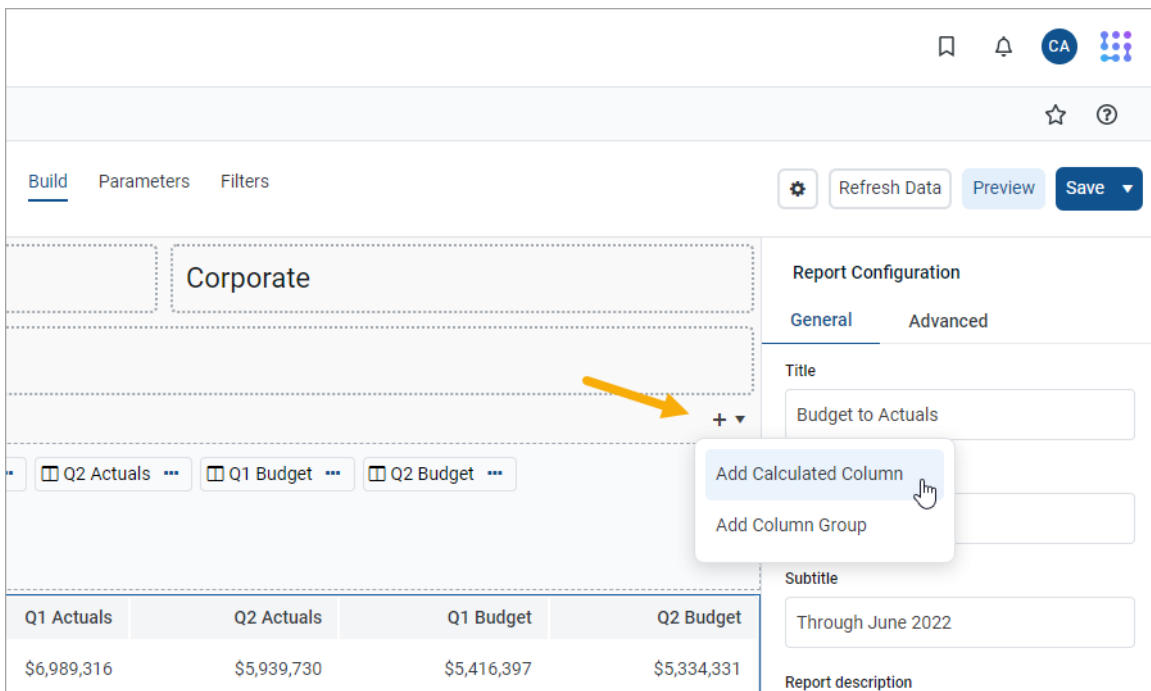 CA
Build Parameters Filters
Refresh Data Preview Save
Corporate
Report Configuration
General Advanced
Title
Budget to Actuals
Q2 Actuals ••• Q1 Budget ••• Q2 Budget •••
Add Calculated Column
Add Column Group
Subtitle
Through June 2022
Q1 Actuals Q2 Actuals Q1 Budget Q2 Budget
$6,989,316 $5,939,730 $5,416,397 $5,334,331
Report description